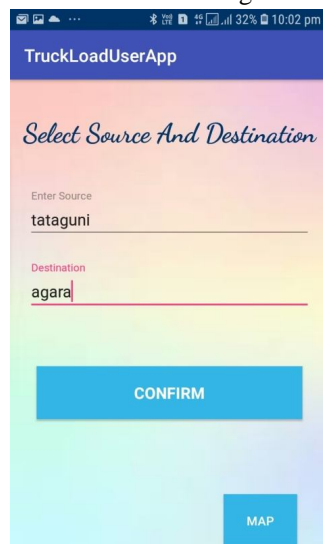 32% 10:02 pm
TruckLoadUserApp
Select Source And Destination
Enter Source
tataguni
Destination
agara
CONFIRM
MAP